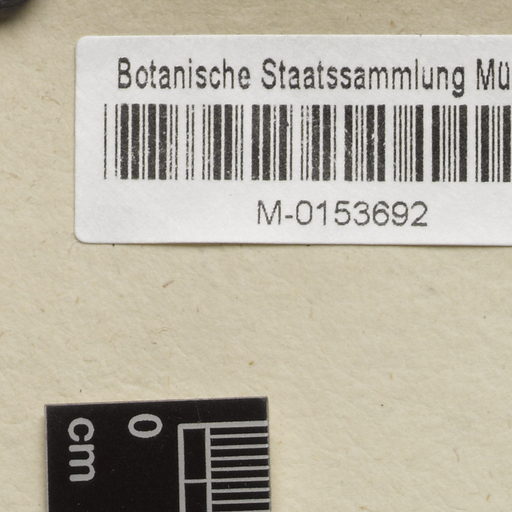 Botanische Staatssammlung Mü
M-0153692
0
cm